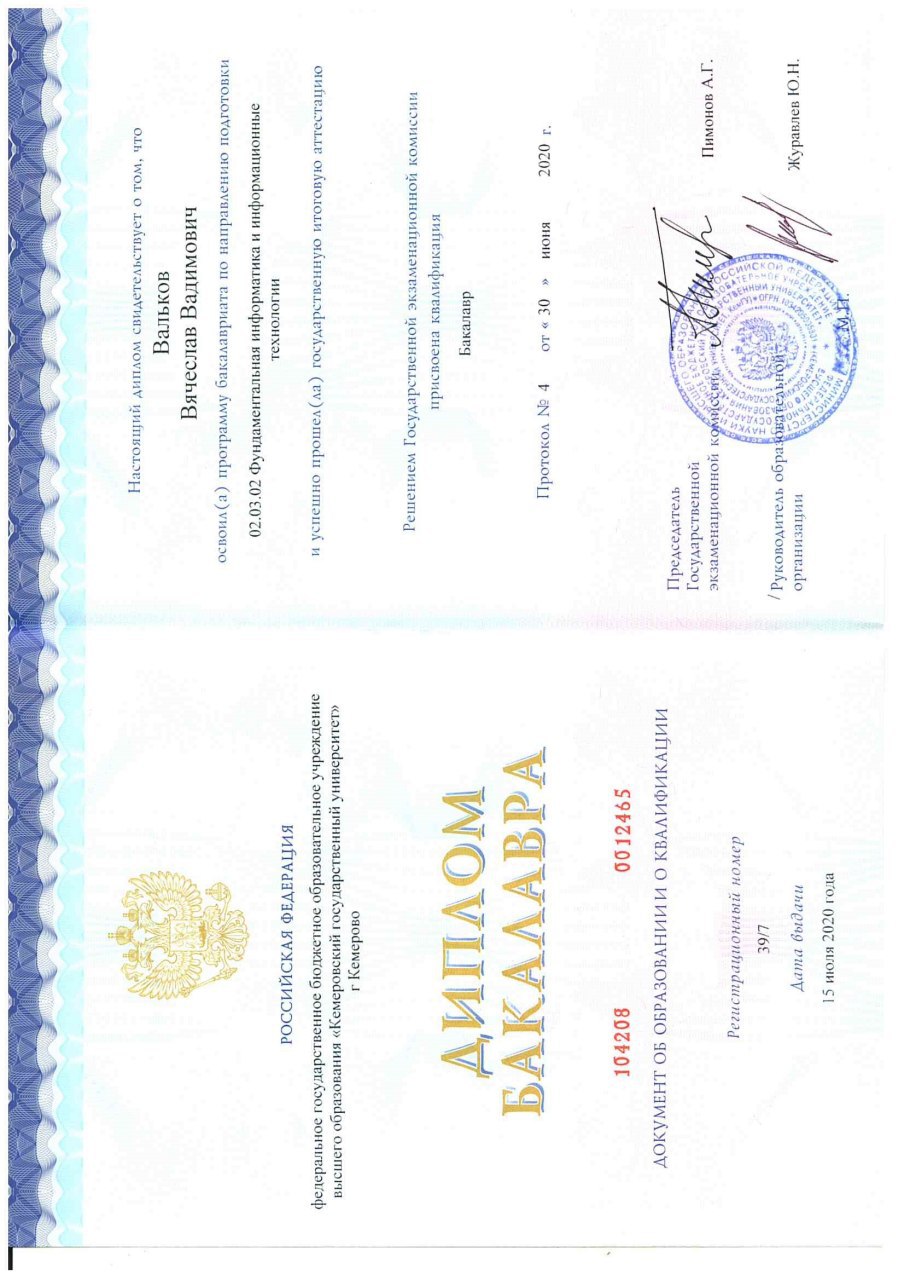 РОССИЙСКАЯ ФЕДЕРАЦИЯ
федеральное государственное бюджетное образовательное учреждение
высшего образования «Кемеровский государственный университет»
г Кемерово
ДИПЛОМ
БАКАЛАВРА
104208 0012465
ДОКУМЕНТ ОБ ОБРАЗОВАНИИ И О КВАЛИФИКАЦИИ
Регистрационный номер
39/7
Дата выдачи
15 июля 2020 года
Настоящий диплом свидетельствует о том, что
Вальков
Вячеслав Вадимович
освоил(а) программу бакалавриата по направлению подготовки
02.03.02 Фундаментальная информатика и информационные
технологии
и успешно прошел(ла) государственную итоговую аттестацию
Решением Государственной экзаменационной комиссии
присвоена квалификация
Бакалавр
Протокол № 4 от « 30 » июня 2020 г.
Председатель
Государственной
экзаменационной комиссии
Пимонов А.Г.
/ Руководитель образовательной
организации
Журавлев Ю.Н.
М.П.